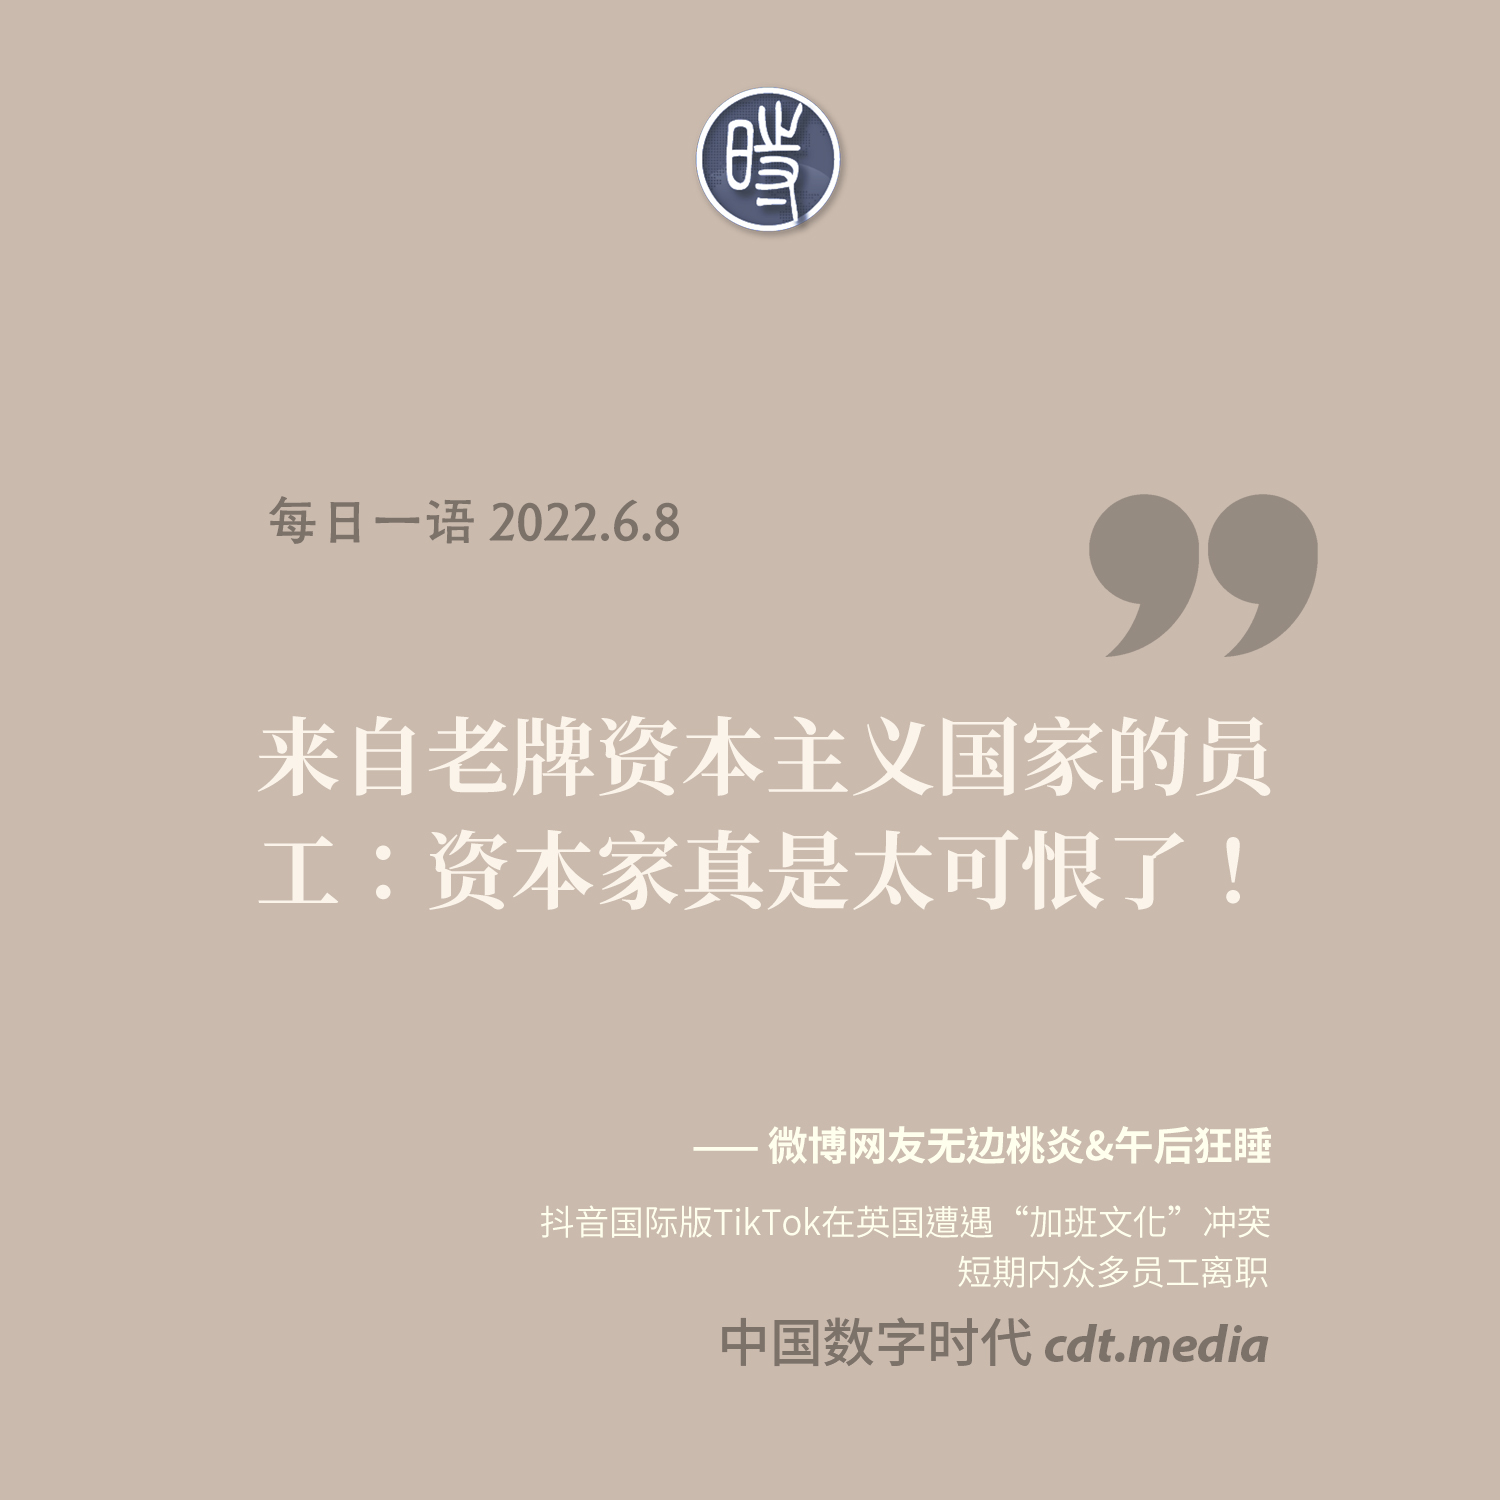 時
每日一语 2022.6.8
”
来自老牌资本主义国家的员
工：资本家真是太可恨了！
—— 微博网友无边桃炎&午后狂睡
抖音国际版TikTok在英国遭遇“加班文化”冲突
短期内众多员工离职
中国数字时代 cdt.media